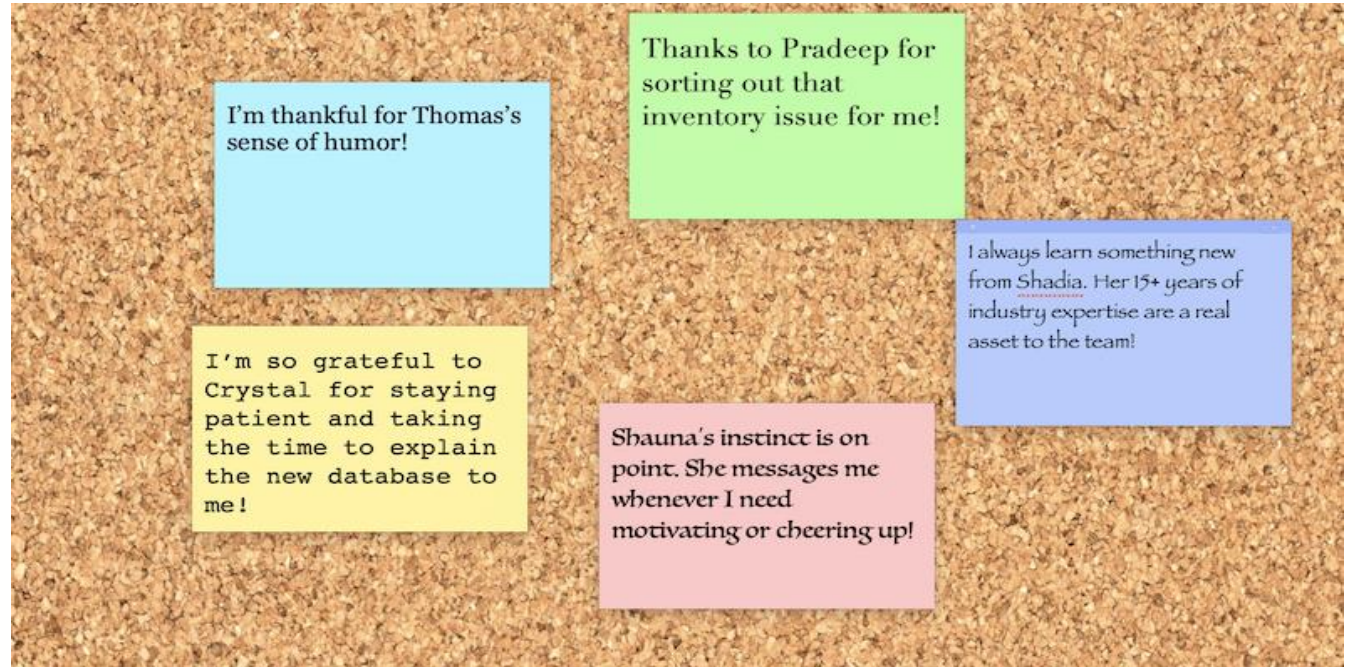 I'm thankful for Thomas's
sense of humor!
Thanks to Pradeep for
sorting out that
inventory issue for me!
I always learn something new
from Shadia. Her 15+ years of
industry expertise are a real
asset to the team!
I'm so grateful to
Crystal for staying
patient and taking
the time to explain
the new database to
me!
Shauna's instinct is on
point. She messages me
whenever I need
motivating or cheering up!